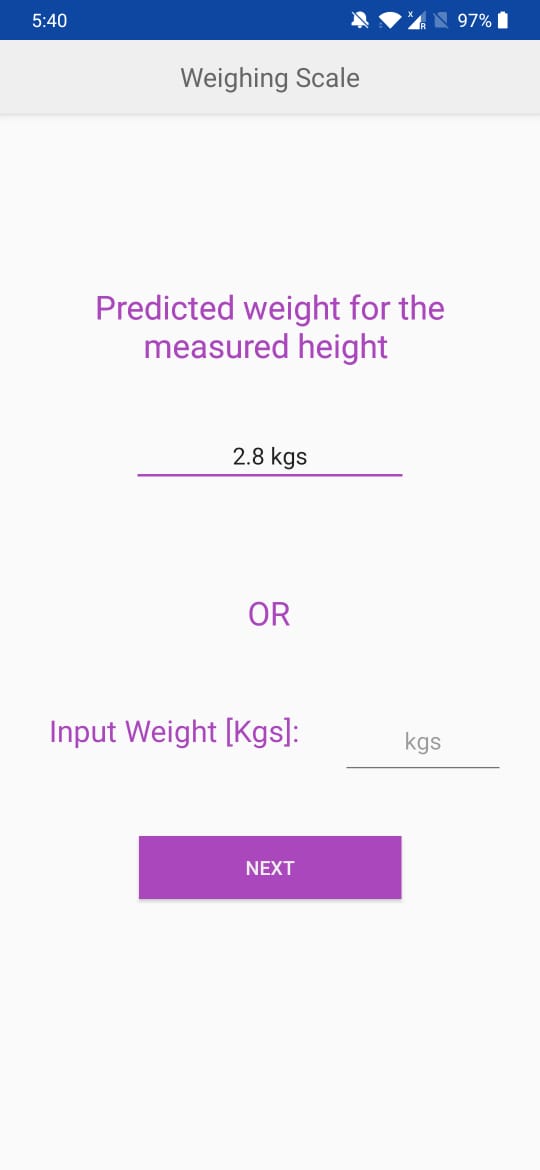 5:40
97%
Weighing Scale
Predicted weight for the
measured height
2.8 kgs
OR
Input Weight [Kgs]:
kgs
NEXT